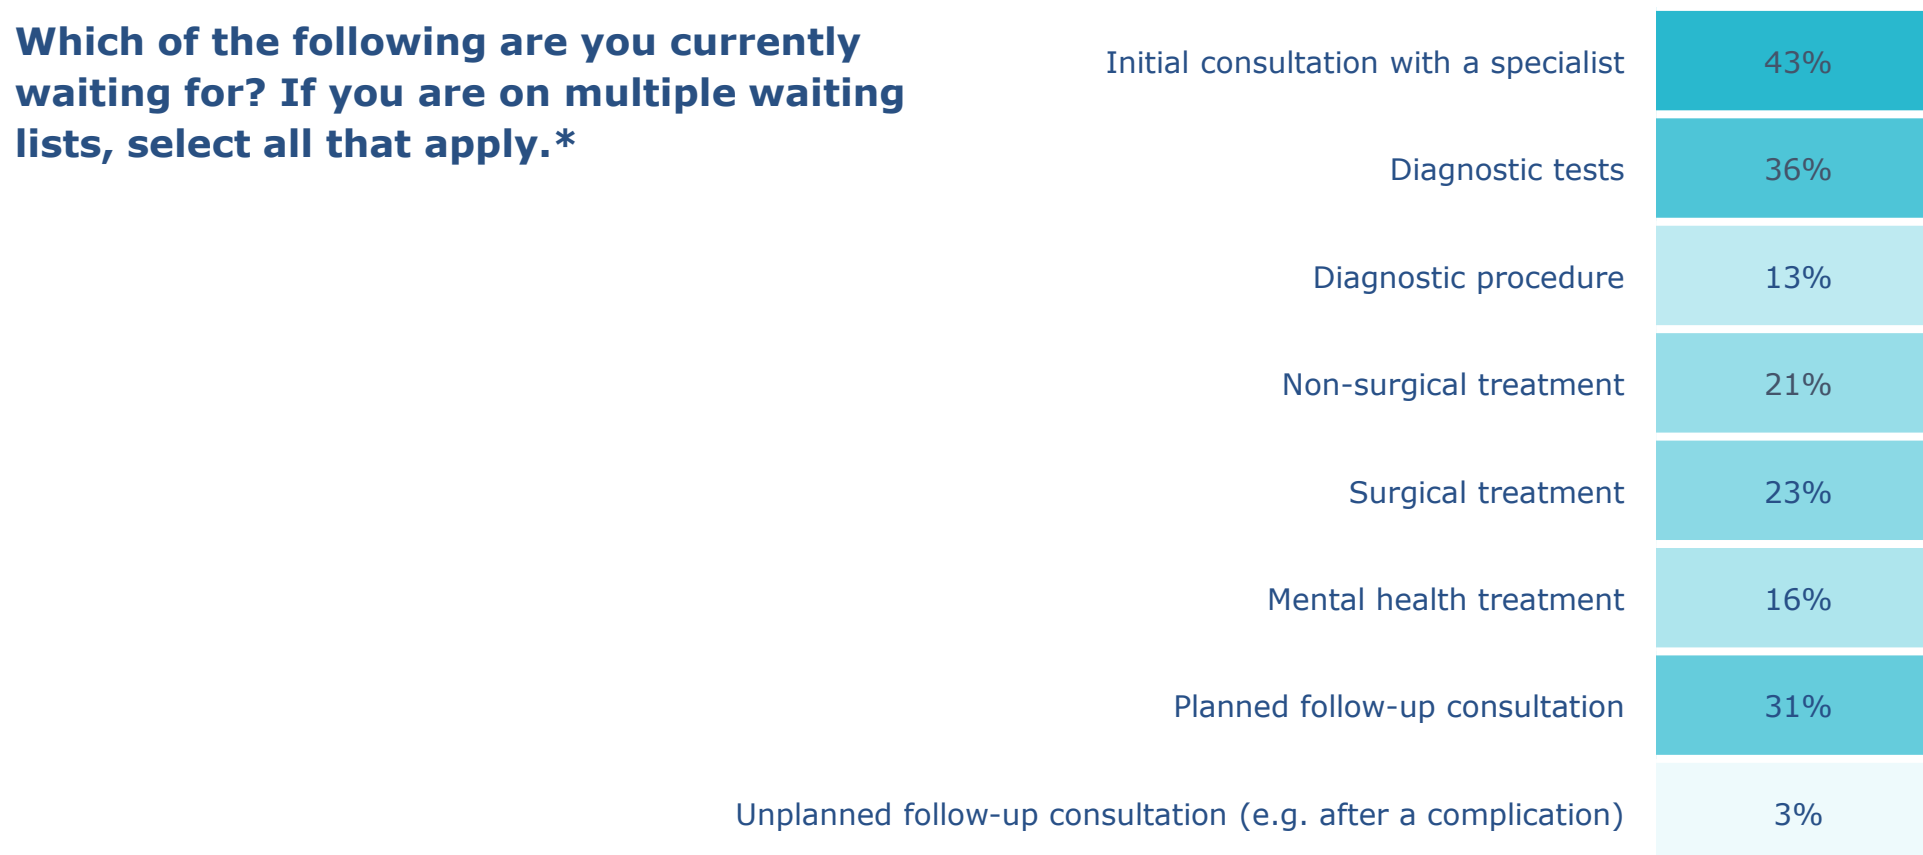 Which of the following are you currently
waiting for? If you are on multiple waiting
lists, select all that apply.*
Initial consultation with a specialist 43%
Diagnostic tests 36%
Diagnostic procedure 13%
Non-surgical treatment 21%
Surgical treatment 23%
Mental health treatment 16%
Planned follow-up consultation 31%
Unplanned follow-up consultation (e.g. after a complication) 3%